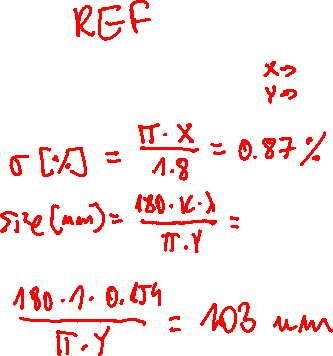 REF
X→
Y→
σ [%] = π·X / 1.8 = 0.87%
size (nm) = 180·K·λ / π·Y =
180·1·0.154 / π·Y = 103 nm